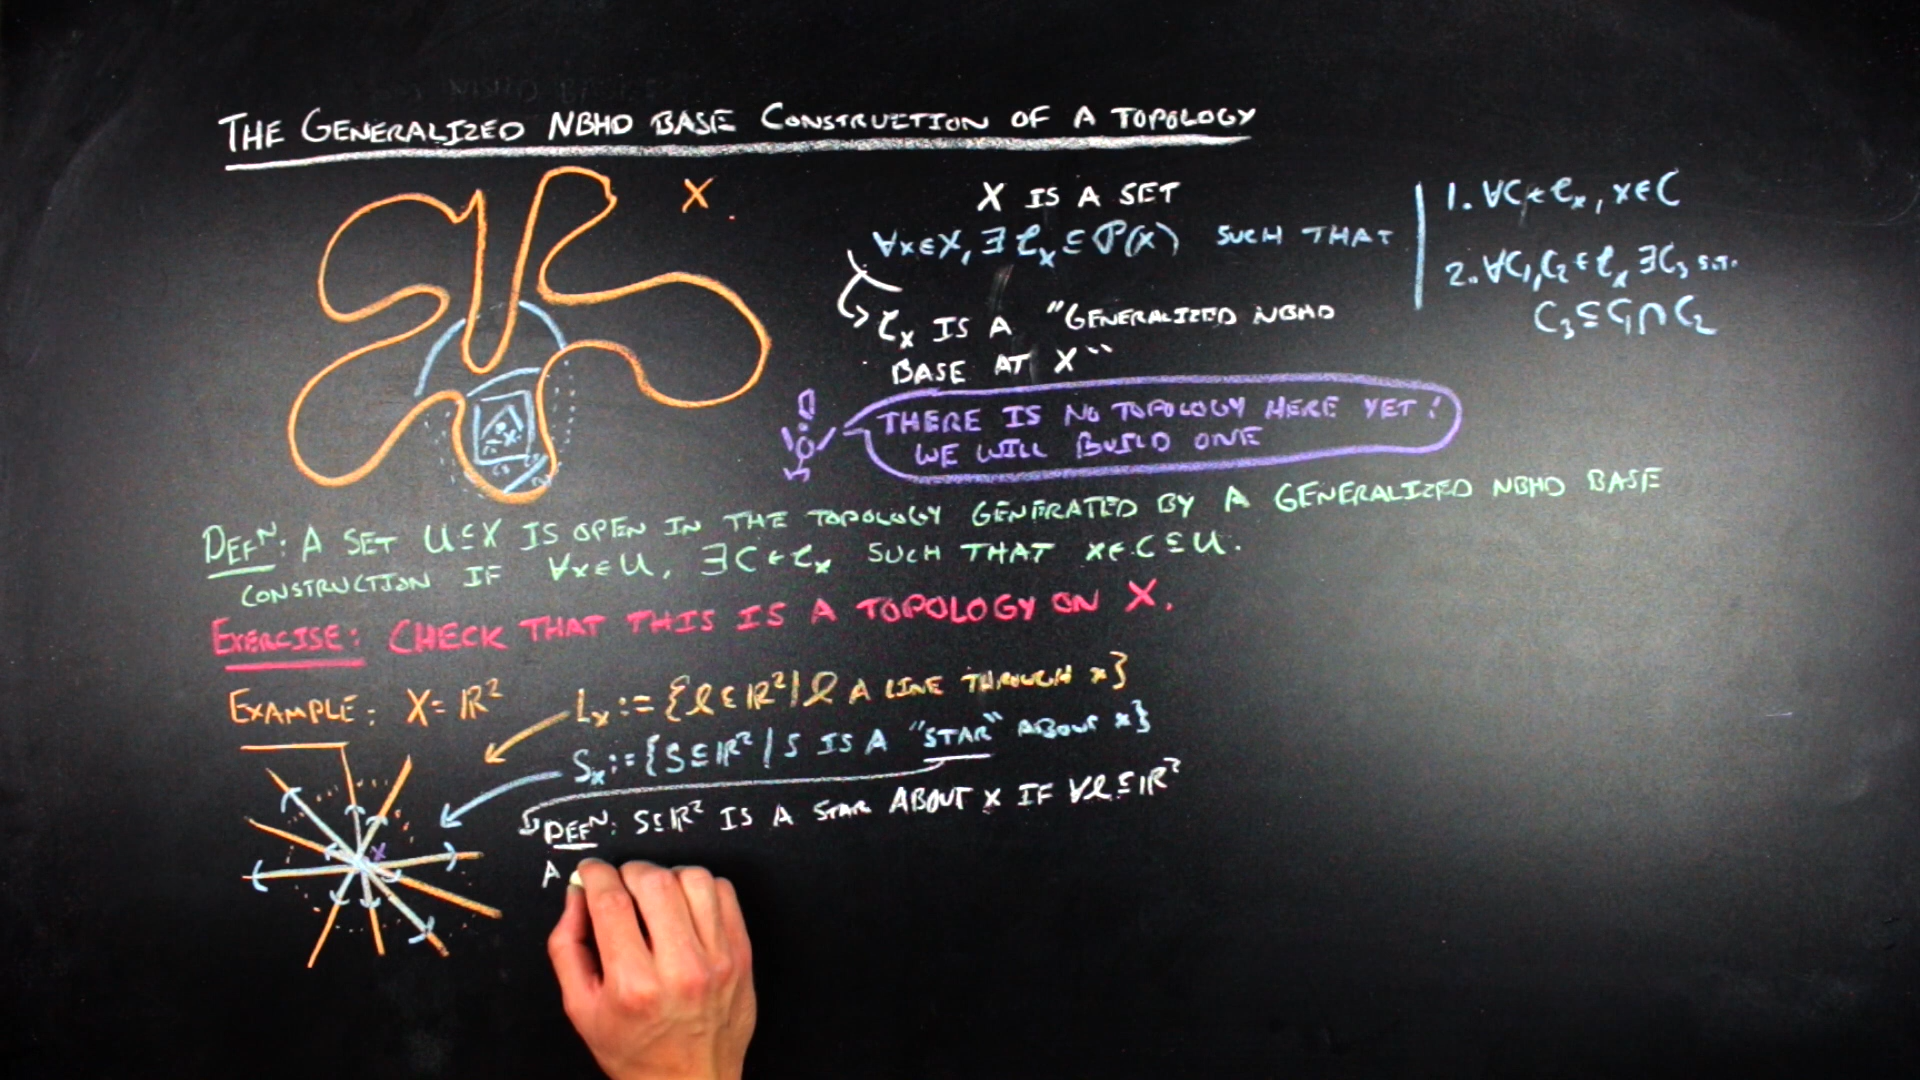 THE GENERALIZED NBHD BASE CONSTRUCTION OF A TOPOLOGY
X
X IS A SET
∀x∈X, ∃ 𝒞ₓ ⊆ 𝒫(X) SUCH THAT
1. ∀C∈𝒞ₓ, x∈C
2. ∀C₁,C₂∈𝒞ₓ ∃C₃ S.T.
C₃⊆C₁∩C₂
𝒞ₓ IS A "GENERALIZED NBHD
BASE AT X"
THERE IS NO TOPOLOGY HERE YET!
WE WILL BUILD ONE
x
DEFᴺ: A SET U⊆X IS OPEN IN THE TOPOLOGY GENERATED BY A GENERALIZED NBHD BASE
CONSTRUCTION IF ∀x∈U, ∃C∈𝒞ₓ SUCH THAT x∈C⊆U.
EXERCISE: CHECK THAT THIS IS A TOPOLOGY ON X.
EXAMPLE: X=ℝ²
Lₓ:={ℓ⊆ℝ²|ℓ A LINE THROUGH x}
Sₓ:={S⊆ℝ²|S IS A "STAR" ABOUT x}
DEFᴺ: S⊆ℝ² IS A STAR ABOUT x IF ∀ℓ⊆ℝ²
A
x